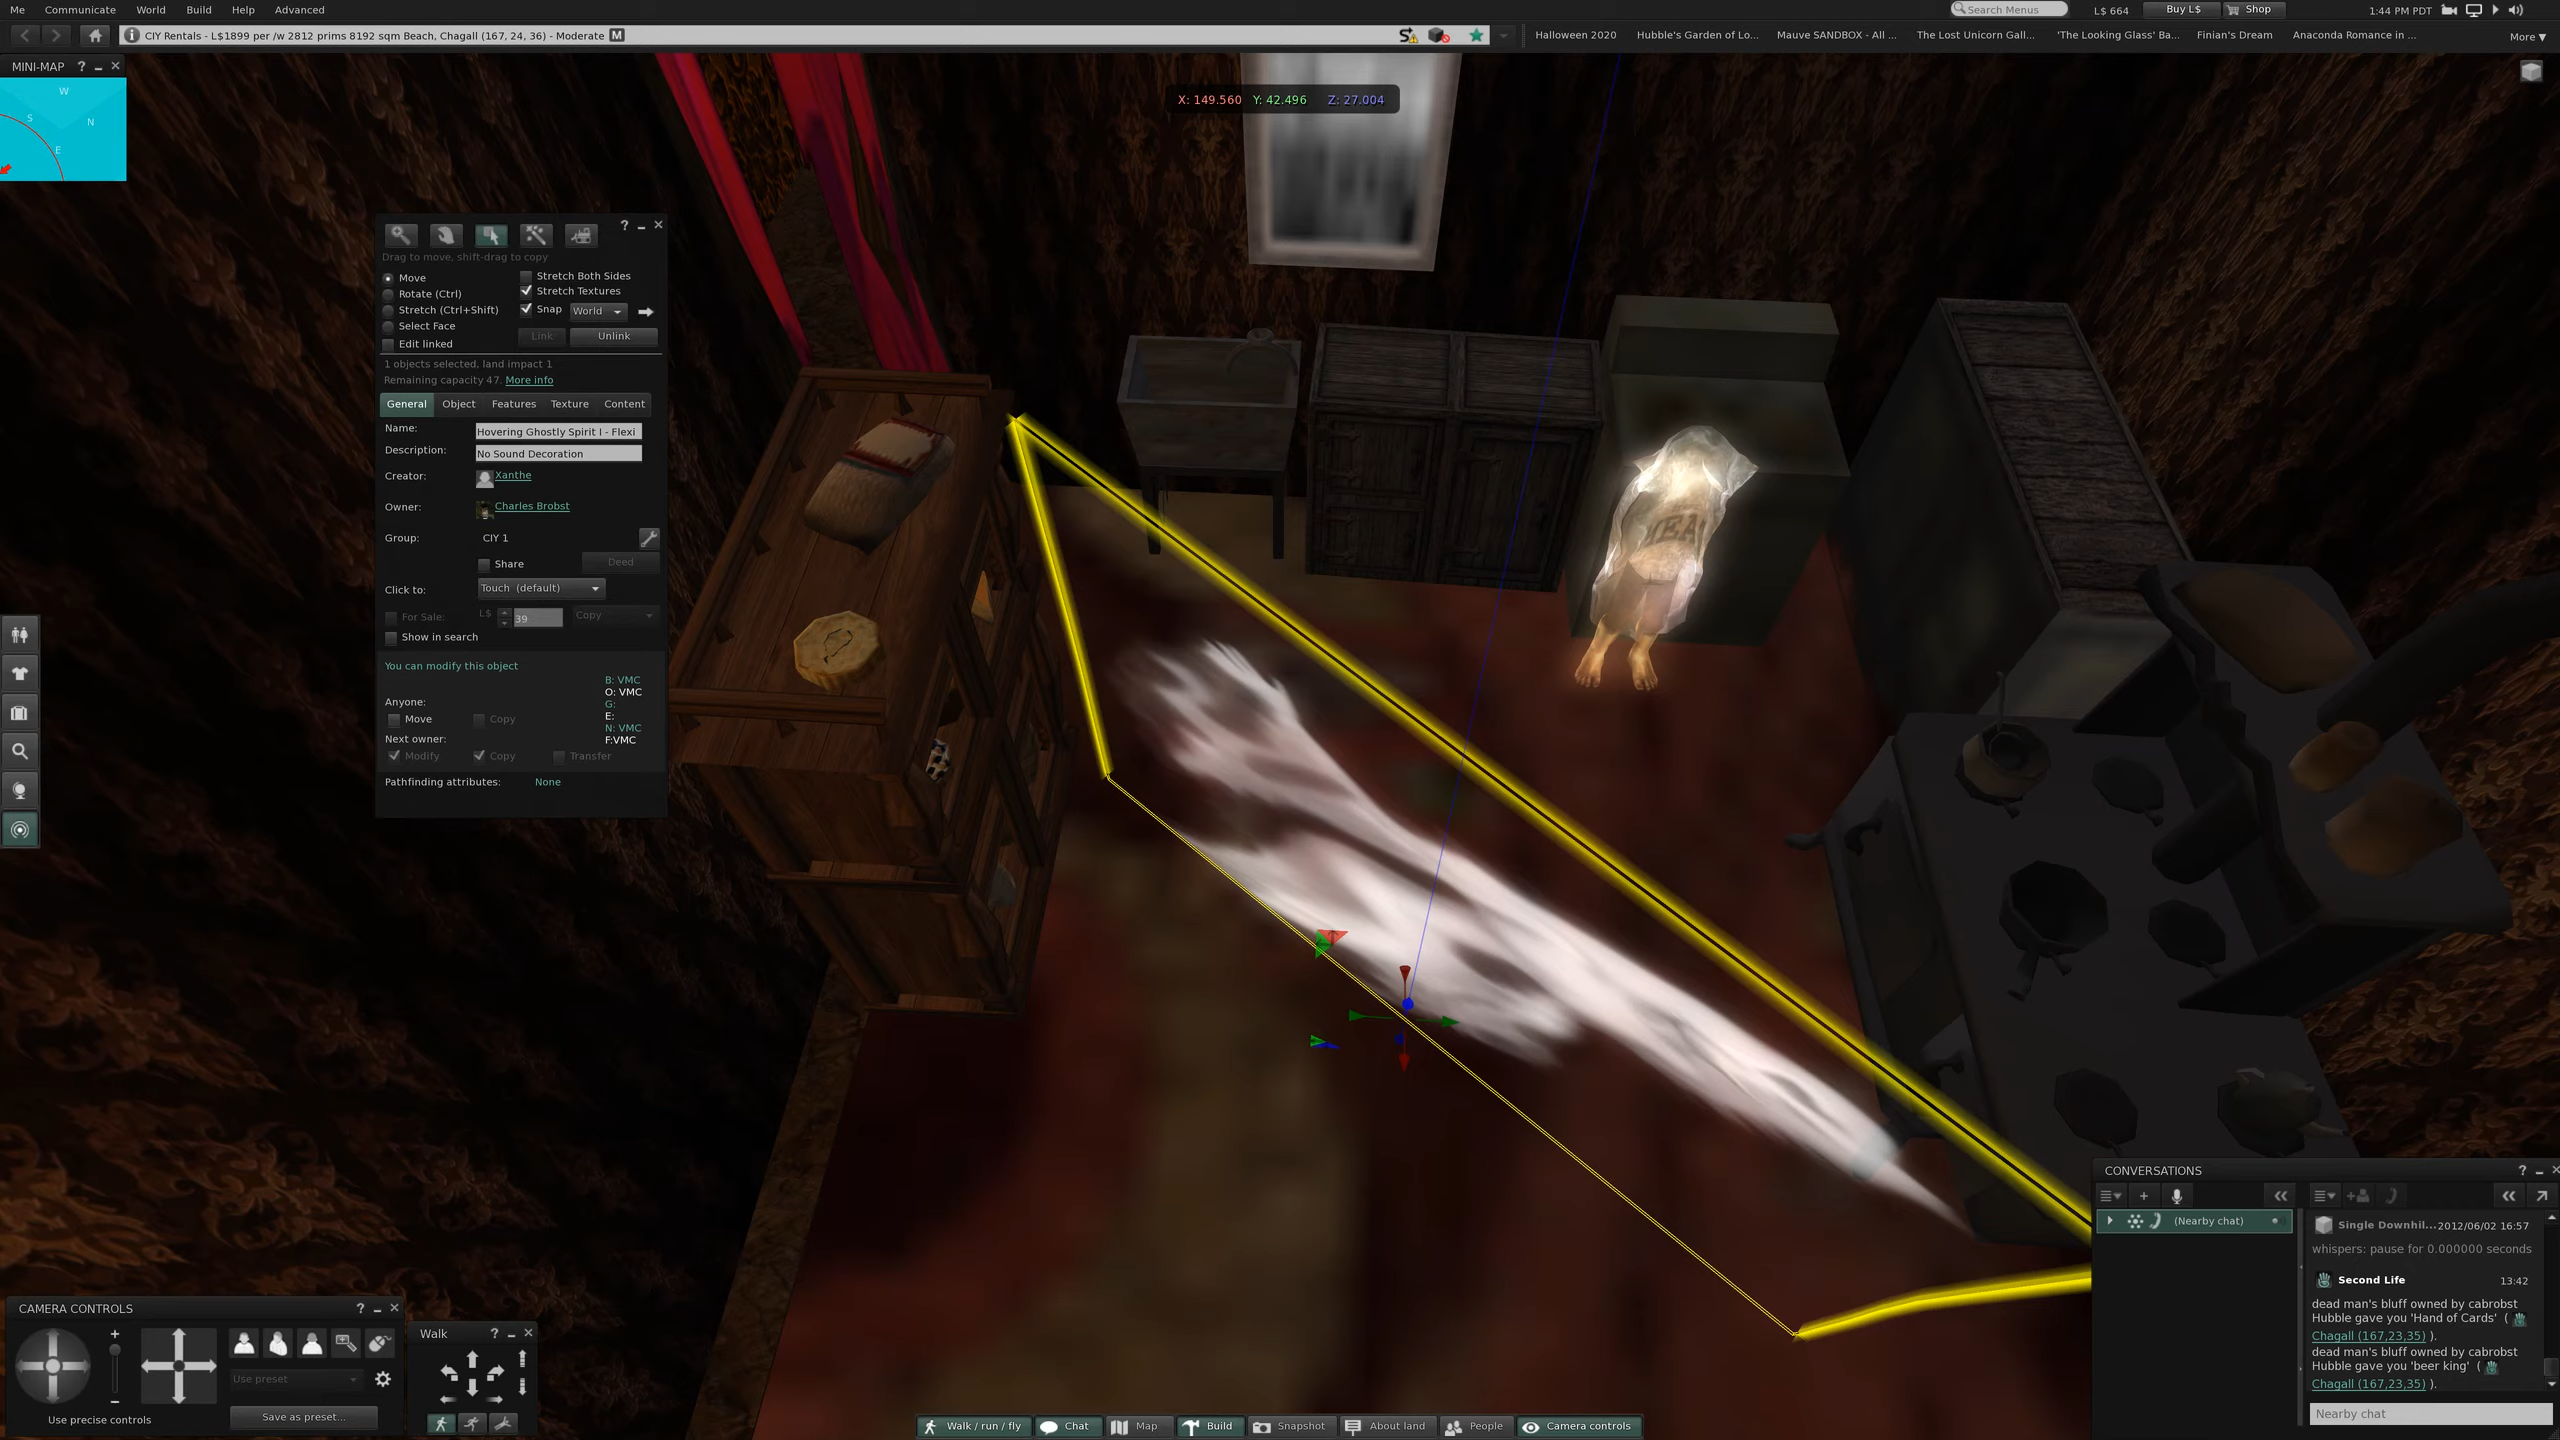 Me Communicate World Build Help Advanced
Search Menus L$ 664 Buy L$ Shop 1:44 PM PDT
CIY Rentals - L$1899 per /w 2812 prims 8192 sqm Beach, Chagall (167, 24, 36) - Moderate M
Halloween 2020 Hubble's Garden of Lo... Mauve SANDBOX - All ... The Lost Unicorn Gall... 'The Looking Glass' Ba... Finian's Dream Anaconda Romance in ... More ▼
MINI-MAP ?
W
S N
E
X: 149.560 Y: 42.496 Z: 27.004
?
Drag to move, shift-drag to copy
Move
Rotate (Ctrl)
Stretch (Ctrl+Shift)
Select Face
Edit linked
Stretch Both Sides
Stretch Textures
Snap World
Link Unlink
1 objects selected, land impact 1
Remaining capacity 47. More info
General Object Features Texture Content
Name: Hovering Ghostly Spirit I - Flexi
Description: No Sound Decoration
Creator: Xanthe
Owner: Charles Brobst
Group: CIY 1
Share Deed
Click to: Touch (default)
For Sale: L$ 39 Copy
Show in search
You can modify this object
B: VMC
O: VMC
G:
E:
N: VMC
F:VMC
Anyone:
Move Copy
Next owner:
Modify Copy Transfer
Pathfinding attributes: None
CONVERSATIONS ?
(Nearby chat)
Single Downhil... 2012/06/02 16:57
whispers: pause for 0.000000 seconds
Second Life 13:42
dead man's bluff owned by cabrobst
Hubble gave you 'Hand of Cards' (
Chagall (167,23,35) ).
dead man's bluff owned by cabrobst
Hubble gave you 'beer king' (
Chagall (167,23,35) ).
Nearby chat
CAMERA CONTROLS ?
Use preset
Use precise controls
Save as preset...
Walk ?
Walk / run / fly Chat Map Build Snapshot About land People Camera controls